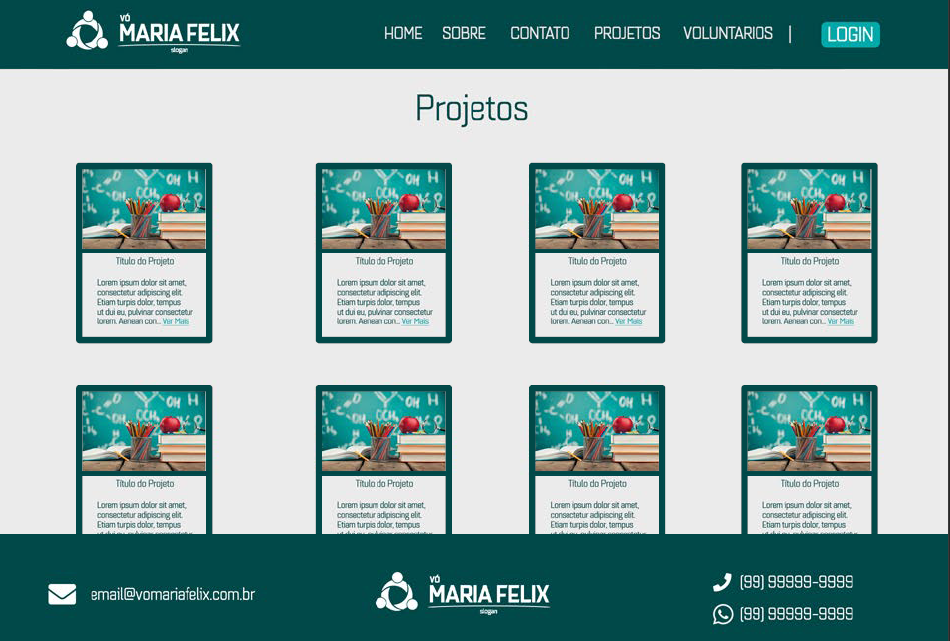 VÓ
MARIA FELIX
slogan
HOME SOBRE CONTATO PROJETOS VOLUNTARIOS | LOGIN
Projetos
Título do Projeto
Lorem ipsum dolor sit amet,
consectetur adipiscing elit.
Etiam turpis dolor, tempus
ut dui eu, pulvinar consectetur
lorem. Aenean con... Ver Mais
Título do Projeto
Lorem ipsum dolor sit amet,
consectetur adipiscing elit.
Etiam turpis dolor, tempus
ut dui eu, pulvinar consectetur
lorem. Aenean con... Ver Mais
Título do Projeto
Lorem ipsum dolor sit amet,
consectetur adipiscing elit.
Etiam turpis dolor, tempus
ut dui eu, pulvinar consectetur
lorem. Aenean con... Ver Mais
Título do Projeto
Lorem ipsum dolor sit amet,
consectetur adipiscing elit.
Etiam turpis dolor, tempus
ut dui eu, pulvinar consectetur
lorem. Aenean con... Ver Mais
Título do Projeto
Lorem ipsum dolor sit amet,
consectetur adipiscing elit.
Etiam turpis dolor, tempus
Título do Projeto
Lorem ipsum dolor sit amet,
consectetur adipiscing elit.
Etiam turpis dolor, tempus
Título do Projeto
Lorem ipsum dolor sit amet,
consectetur adipiscing elit.
Etiam turpis dolor, tempus
Título do Projeto
Lorem ipsum dolor sit amet,
consectetur adipiscing elit.
Etiam turpis dolor, tempus
email@vomariafelix.com.br
VÓ
MARIA FELIX
slogan
(99) 99999-9999
(99) 99999-9999